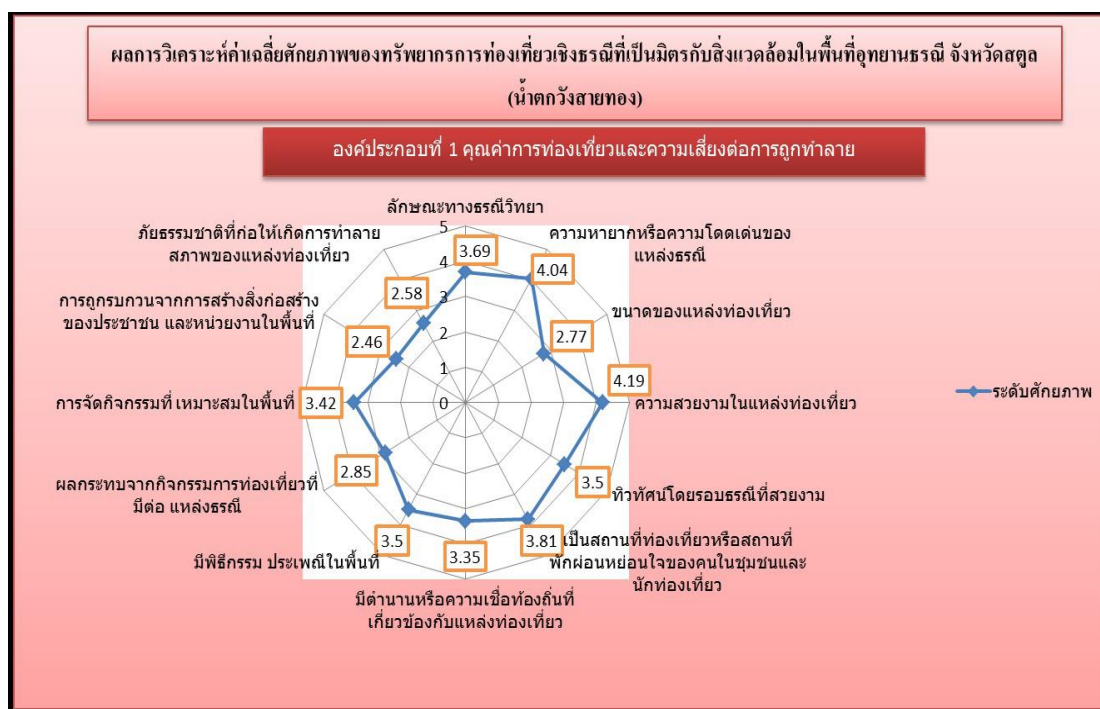 ผลการวิเคราะห์ค่าเฉลี่ยศักยภาพของทรัพยากรการท่องเที่ยวเชิงธรณีที่เป็นมิตรกับสิ่งแวดล้อมในพื้นที่อุทยานธรณี จังหวัดสตูล
(น้ำตกวังสายทอง)
องค์ประกอบที่ 1 คุณค่าการท่องเที่ยวและความเสี่ยงต่อการถูกทำลาย
ลักษณะทางธรณีวิทยา
3.69
ความหายากหรือความโดดเด่นของ
แหล่งธรณี
4.04
ขนาดของแหล่งท่องเที่ยว
2.77
ความสวยงามในแหล่งท่องเที่ยว
4.19
ทิวทัศน์โดยรอบธรณีที่สวยงาม
3.5
เป็นสถานที่ท่องเที่ยวหรือสถานที่
พักผ่อนหย่อนใจของคนในชุมชนและ
นักท่องเที่ยว
3.81
มีตำนานหรือความเชื่อท้องถิ่นที่
เกี่ยวข้องกับแหล่งท่องเที่ยว
3.35
มีพิธีกรรม ประเพณีในพื้นที่
3.5
ผลกระทบจากกิจกรรมการท่องเที่ยวที่
มีต่อ แหล่งธรณี
2.85
การจัดกิจกรรมที่ เหมาะสมในพื้นที่
3.42
การถูกรบกวนจากการสร้างสิ่งก่อสร้าง
ของประชาชน และหน่วยงานในพื้นที่
2.46
ภัยธรรมชาติที่ก่อให้เกิดการทำลาย
สภาพของแหล่งท่องเที่ยว
2.58
5
4
3
2
1
0
ระดับศักยภาพ